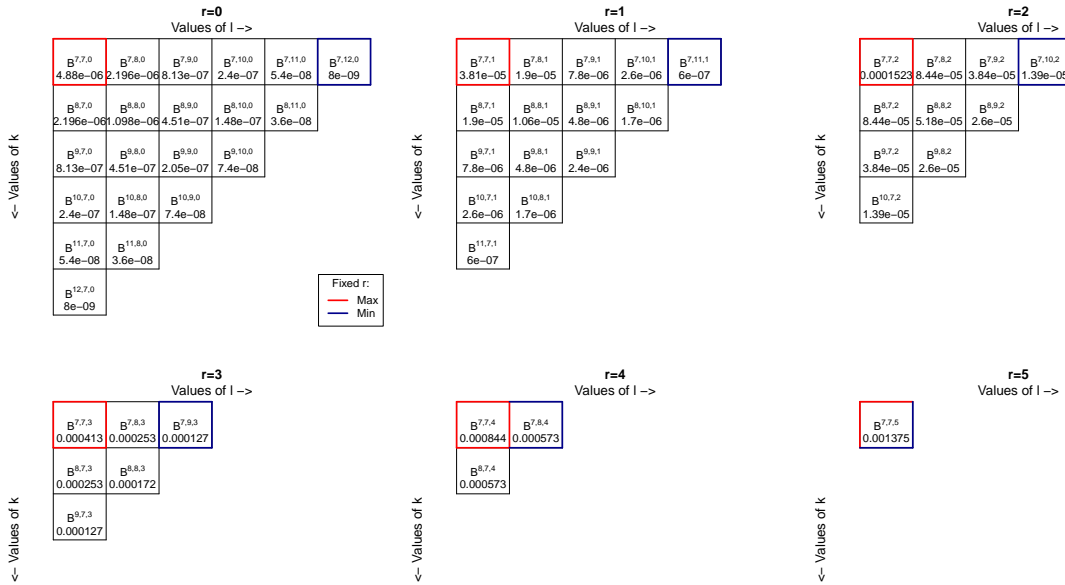 r=0
Values of l −>
<− Values of k
B7,7,0 B7,8,0 B7,9,0 B7,10,0 B7,11,0 B7,12,0
4.88e−06 2.196e−06 8.13e−07 2.4e−07 5.4e−08 8e−09
B8,7,0 B8,8,0 B8,9,0 B8,10,0 B8,11,0
2.196e−06 1.098e−06 4.51e−07 1.48e−07 3.6e−08
B9,7,0 B9,8,0 B9,9,0 B9,10,0
8.13e−07 4.51e−07 2.05e−07 7.4e−08
B10,7,0 B10,8,0 B10,9,0
2.4e−07 1.48e−07 7.4e−08
B11,7,0 B11,8,0
5.4e−08 3.6e−08
B12,7,0
8e−09
Fixed r:
Max
Min
r=1
Values of l −>
<− Values of k
B7,7,1 B7,8,1 B7,9,1 B7,10,1 B7,11,1
3.81e−05 1.9e−05 7.8e−06 2.6e−06 6e−07
B8,7,1 B8,8,1 B8,9,1 B8,10,1
1.9e−05 1.06e−05 4.8e−06 1.7e−06
B9,7,1 B9,8,1 B9,9,1
7.8e−06 4.8e−06 2.4e−06
B10,7,1 B10,8,1
2.6e−06 1.7e−06
B11,7,1
6e−07
r=2
Values of l −>
<− Values of k
B7,7,2 B7,8,2 B7,9,2 B7,10,2
0.0001523 8.44e−05 3.84e−05 1.39e−05
B8,7,2 B8,8,2 B8,9,2
8.44e−05 5.18e−05 2.6e−05
B9,7,2 B9,8,2
3.84e−05 2.6e−05
B10,7,2
1.39e−05
r=3
Values of l −>
<− Values of k
B7,7,3 B7,8,3 B7,9,3
0.000413 0.000253 0.000127
B8,7,3 B8,8,3
0.000253 0.000172
B9,7,3
0.000127
r=4
Values of l −>
<− Values of k
B7,7,4 B7,8,4
0.000844 0.000573
B8,7,4
0.000573
r=5
Values of l −>
<− Values of k
B7,7,5
0.001375